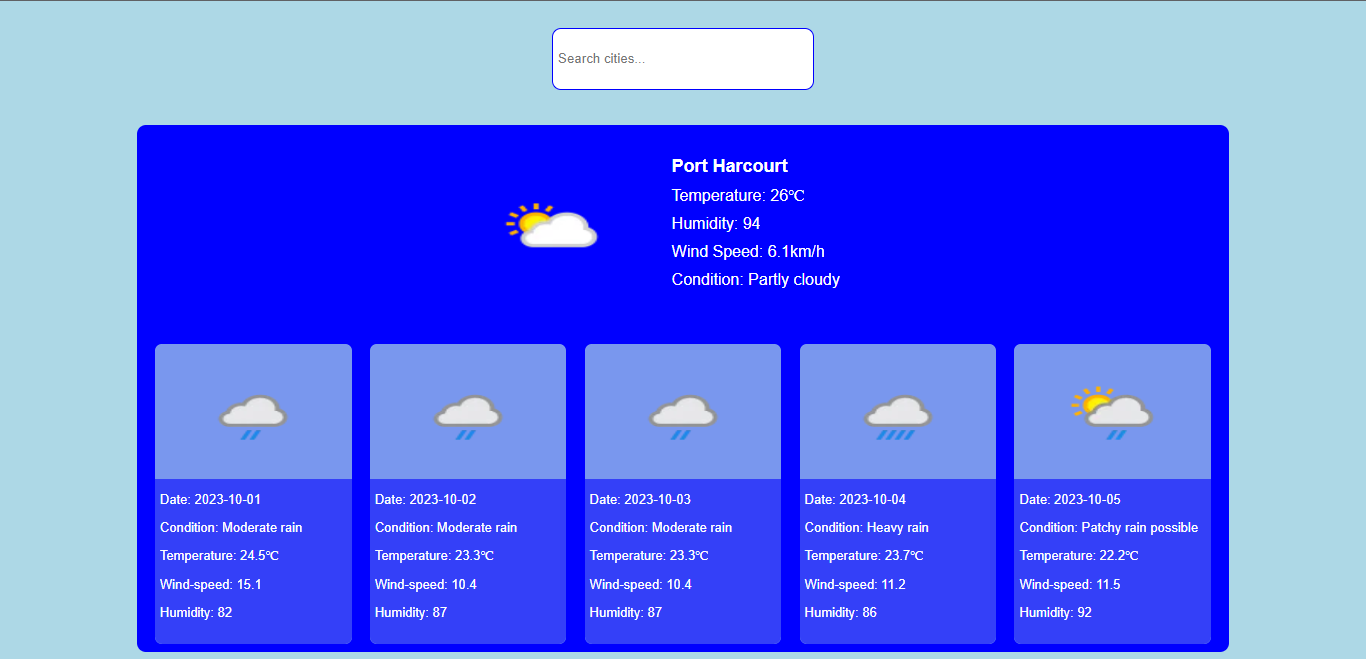 Search cities...
Port Harcourt
Temperature: 26℃
Humidity: 94
Wind Speed: 6.1km/h
Condition: Partly cloudy
Date: 2023-10-01
Condition: Moderate rain
Temperature: 24.5℃
Wind-speed: 15.1
Humidity: 82
Date: 2023-10-02
Condition: Moderate rain
Temperature: 23.3℃
Wind-speed: 10.4
Humidity: 87
Date: 2023-10-03
Condition: Moderate rain
Temperature: 23.3℃
Wind-speed: 10.4
Humidity: 87
Date: 2023-10-04
Condition: Heavy rain
Temperature: 23.7℃
Wind-speed: 11.2
Humidity: 86
Date: 2023-10-05
Condition: Patchy rain possible
Temperature: 22.2℃
Wind-speed: 11.5
Humidity: 92